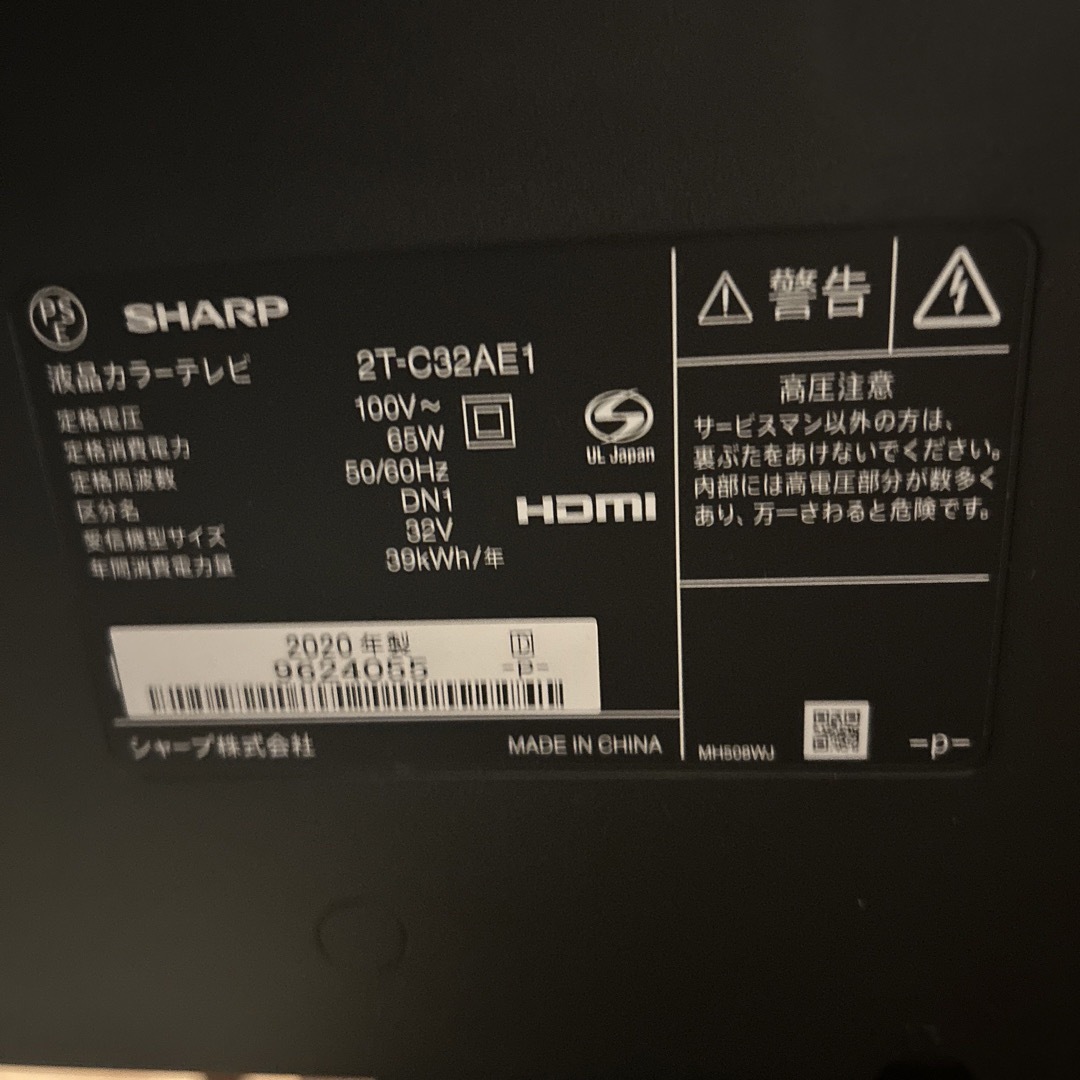 PS
E
SHARP
液晶カラーテレビ 2T-C32AE1
定格電圧 100V~
定格消費電力 65W
定格周波数 50/60Hz
区分名 DN1
受信機型サイズ 32V
年間消費電力量 39kWh/年
UL Japan
HDMI
2020年製 D
9624055 =p=
シャープ株式会社 MADE IN CHINA
警告
高圧注意
サービスマン以外の方は、
裏ぶたをあけないでください。
内部には高電圧部分が数多く
あり、万一さわると危険です。
MH508WJ =p=